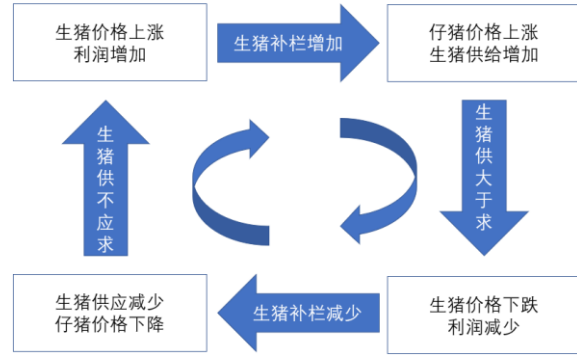 生猪价格上涨
利润增加
生猪补栏增加
仔猪价格上涨
生猪供给增加
生猪供不应求
生猪供大于求
生猪供应减少
仔猪价格下降
生猪补栏减少
生猪价格下跌
利润减少